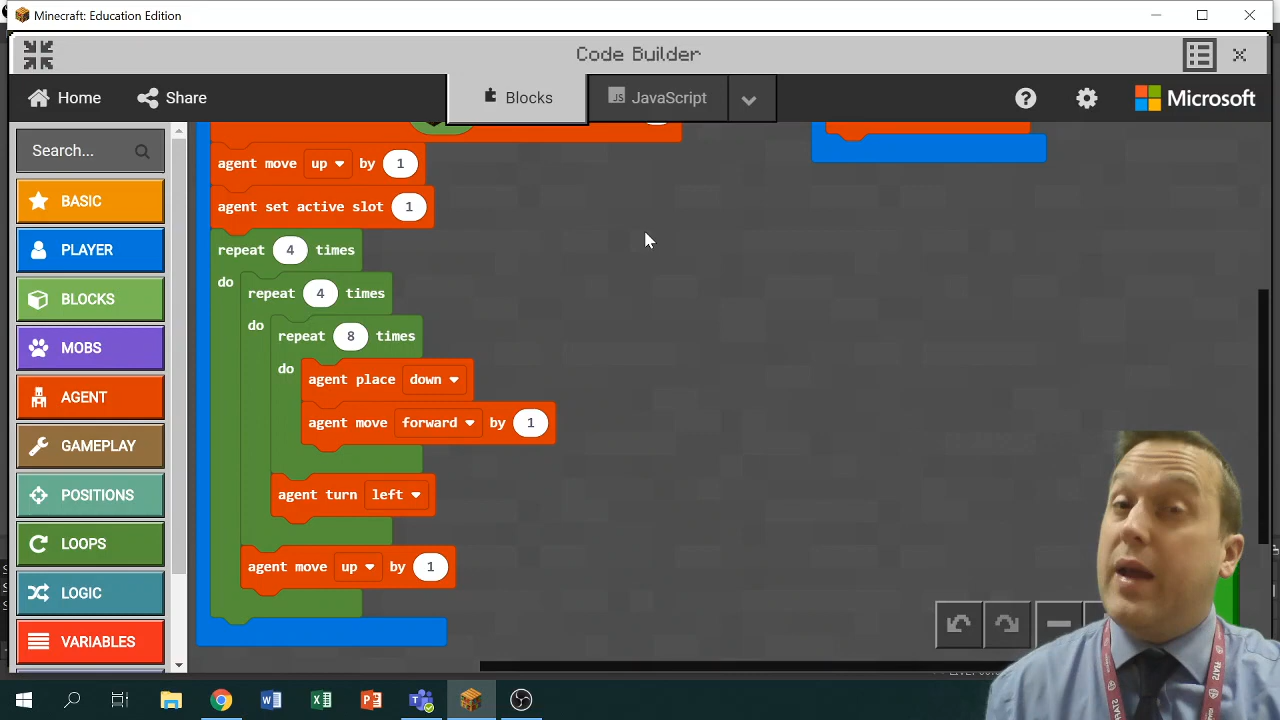 Minecraft: Education Edition
Code Builder
Home
Share
Blocks
JS JavaScript
? Microsoft
Search...
BASIC
PLAYER
BLOCKS
MOBS
AGENT
GAMEPLAY
POSITIONS
LOOPS
LOGIC
VARIABLES
agent move up by 1
agent set active slot 1
repeat 4 times
do
repeat 4 times
do
repeat 8 times
do
agent place down
agent move forward by 1
agent turn left
agent move up by 1
STAFF